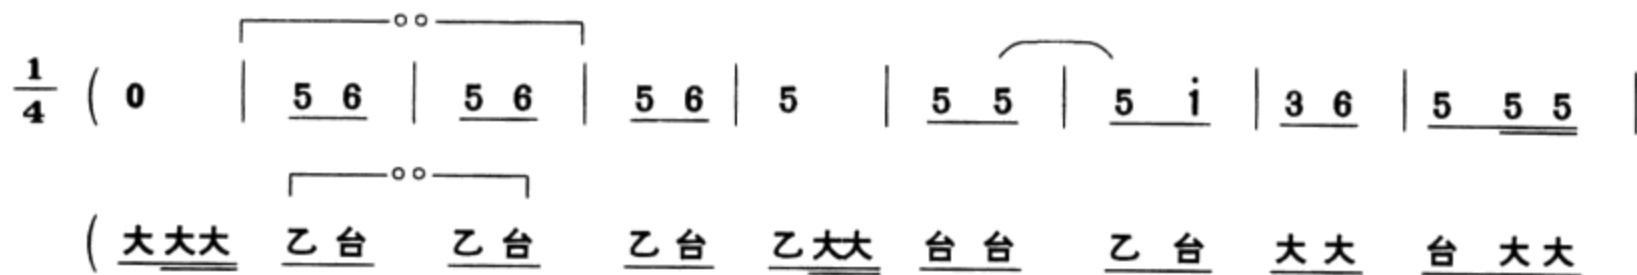 1/4 ( 0 | 5 6 | 5 6 | 5 6 | 5 | 5 5 | 5 i̇ | 3 6 | 5 5 5 |
( 大 大大 乙 台 乙 台 乙 台 乙 大大 台 台 乙 台 大 大 台 大 大